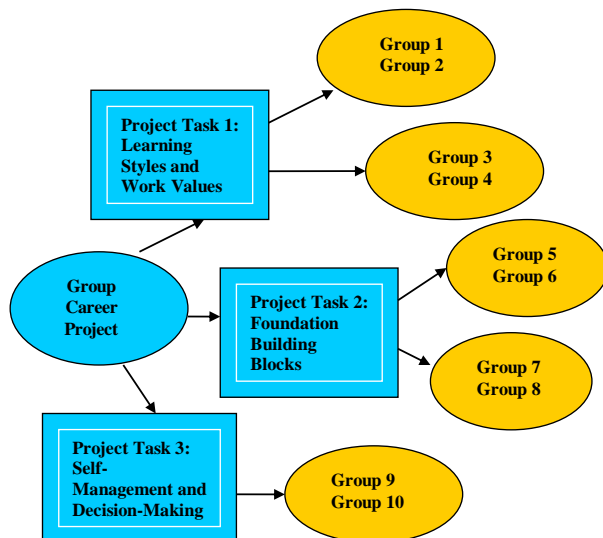 Group 1
Group 2
Project Task 1:
Learning
Styles and
Work Values
Group 3
Group 4
Group
Career
Project
Group 5
Group 6
Project Task 2:
Foundation
Building
Blocks
Group 7
Group 8
Project Task 3:
Self-
Management and
Decision-Making
Group 9
Group 10